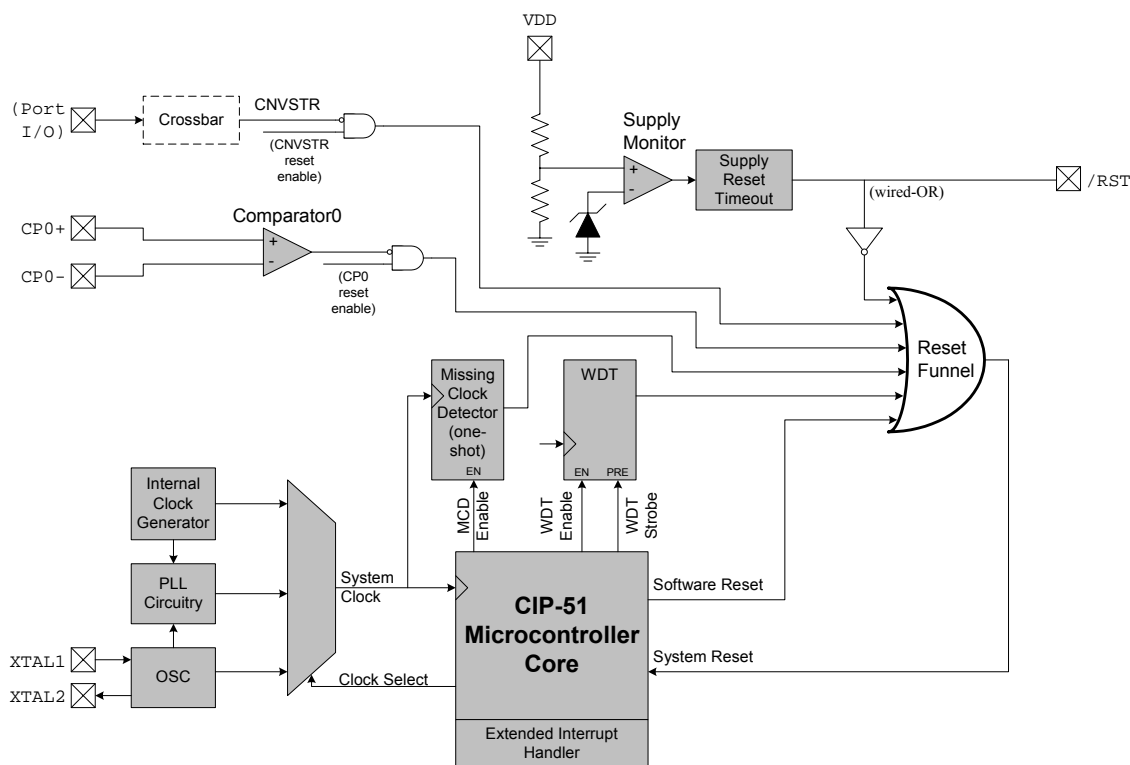 VDD
(Port
I/O)
Crossbar
CNVSTR
(CNVSTR
reset
enable)
Supply
Monitor
+
-
Supply
Reset
Timeout
(wired-OR)
/RST
CP0+
CP0-
Comparator0
+
-
(CP0
reset
enable)
Reset
Funnel
Missing
Clock
Detector
(one-
shot)
EN
WDT
EN
PRE
MCD
Enable
WDT
Enable
WDT
Strobe
Internal
Clock
Generator
PLL
Circuitry
OSC
XTAL1
XTAL2
System
Clock
Clock Select
CIP-51
Microcontroller
Core
Software Reset
System Reset
Extended Interrupt
Handler